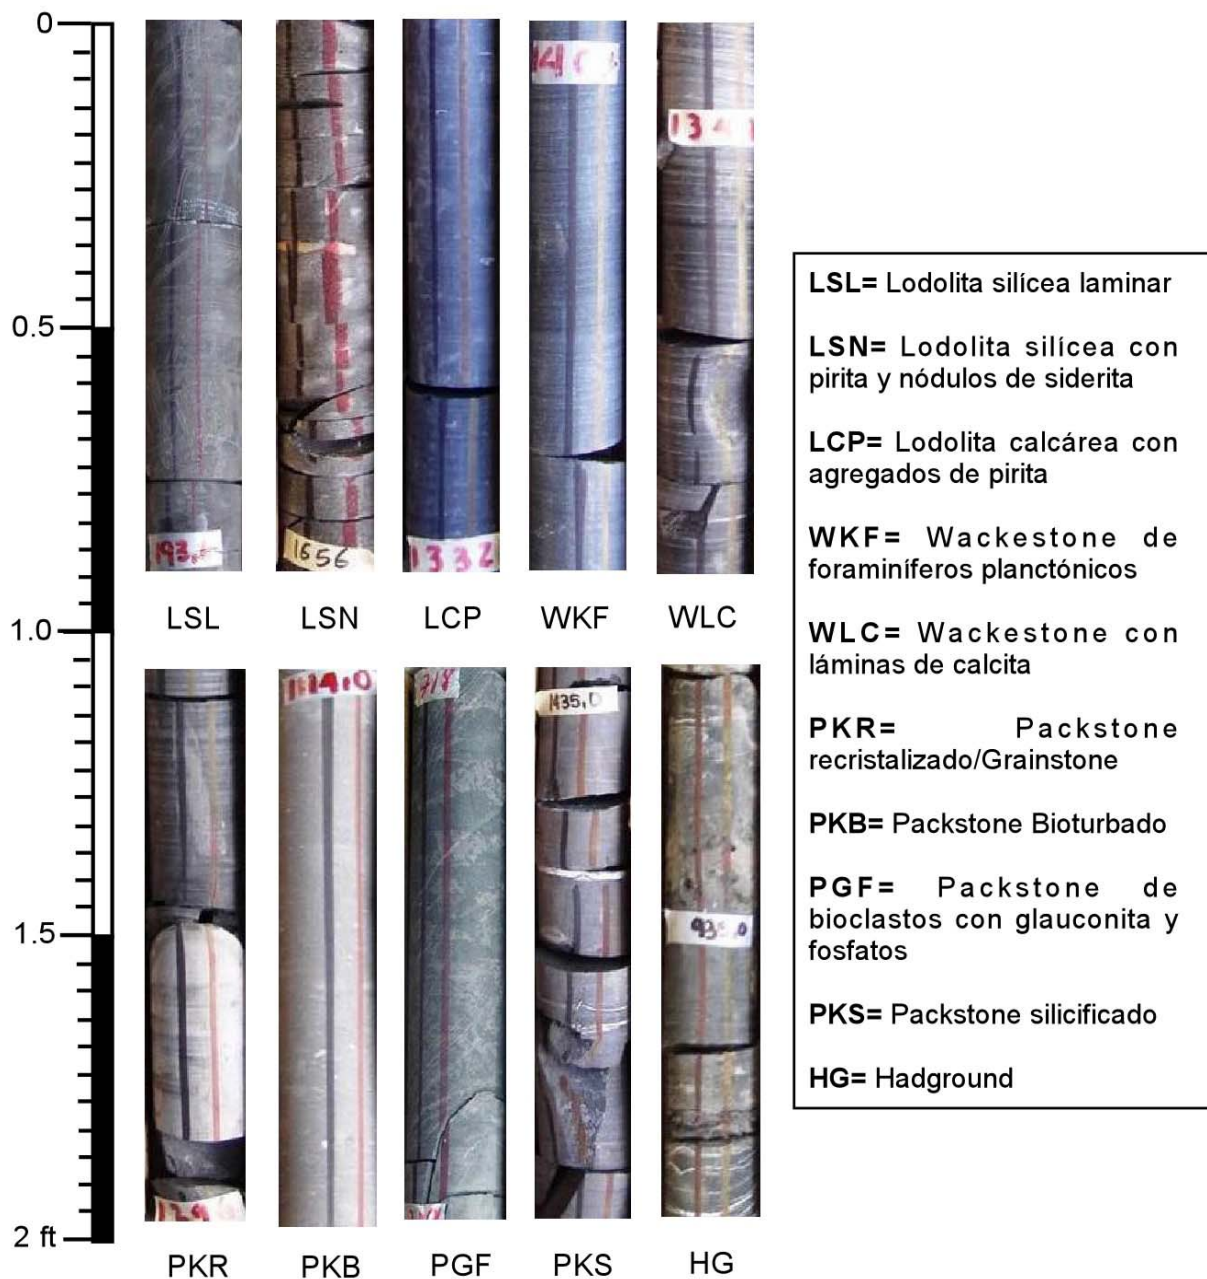 0
0.5
1.0
1.5
2 ft
193,
1656
1332
LSL
LSN
LCP
WKF
WLC
1435,0
PKR
PKB
PGF
PKS
HG
LSL= Lodolita silícea laminar
LSN= Lodolita silícea con
pirita y nódulos de siderita
LCP= Lodolita calcárea con
agregados de pirita
WKF= Wackestone de
foraminíferos planctónicos
WLC= Wackestone con
láminas de calcita
PKR= Packstone
recristalizado/Grainstone
PKB= Packstone Bioturbado
PGF= Packstone de
bioclastos con glauconita y
fosfatos
PKS= Packstone silicificado
HG= Hadground